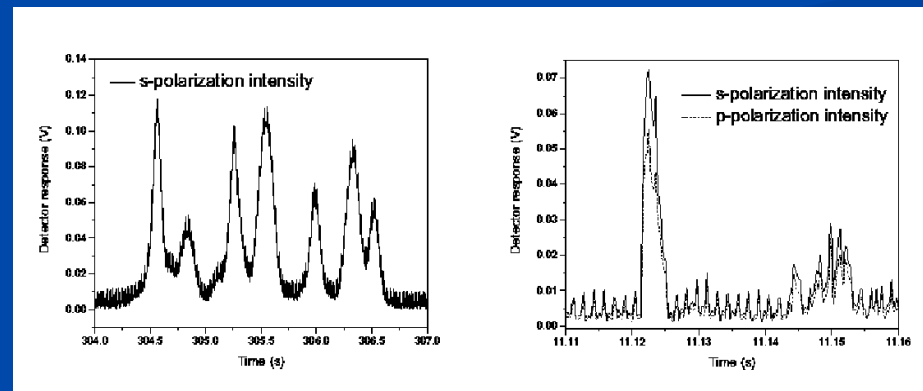 0.14
0.12
0.10
0.08
0.06
0.04
0.02
0.00
Detector response (V)
s-polarization intensity
304.0 304.5 305.0 305.5 306.0 306.5 307.0
Time (s)
0.07
0.06
0.05
0.04
0.03
0.02
0.01
0.00
Detector response (V)
s-polarization intensity
p-polarization intensity
11.11 11.12 11.13 11.14 11.15 11.16
Time (s)